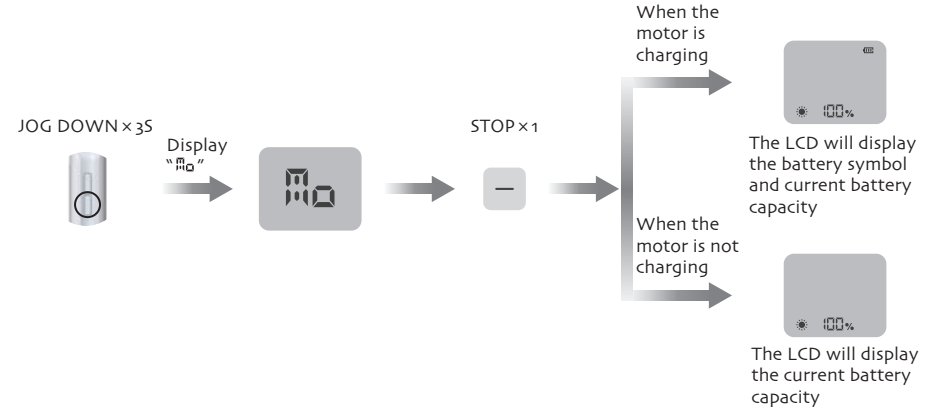 JOG DOWN × 3S
Display
“Mo”
Mo
STOP × 1
When the
motor is
charging
100%
The LCD will display
the battery symbol
and current battery
capacity
When the
motor is not
charging
100%
The LCD will display
the current battery
capacity